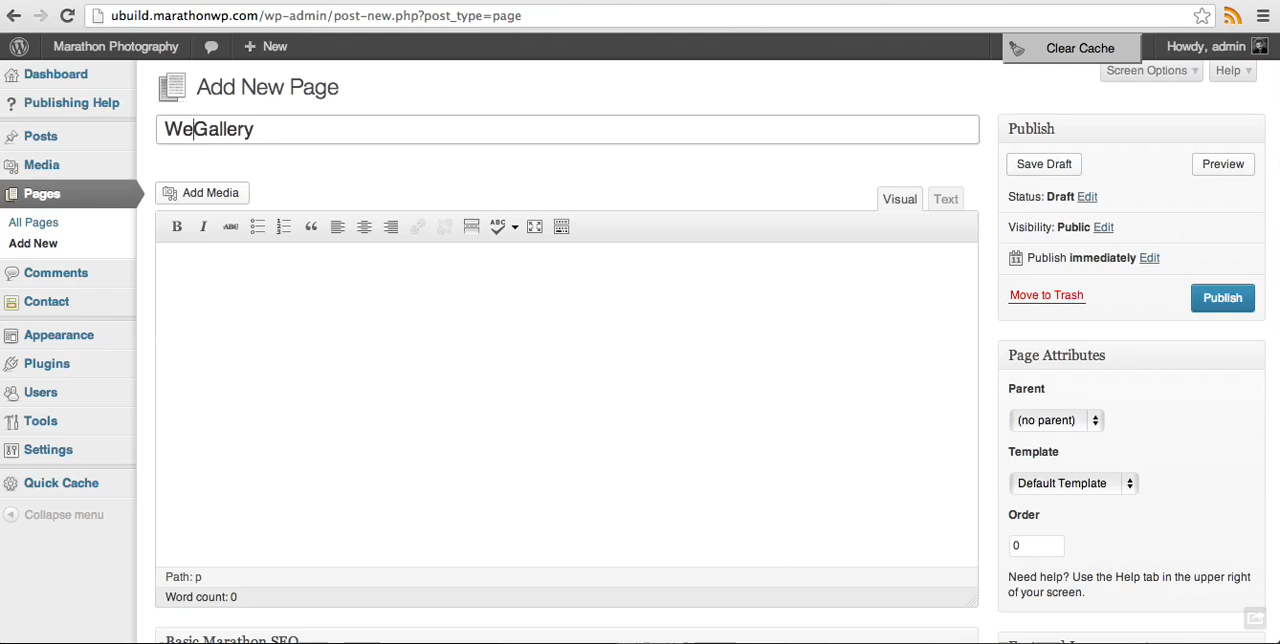 ubuild.marathonwp.com/wp-admin/post-new.php?post_type=page
Marathon Photography
New
Clear Cache
Howdy, admin
Screen Options
Help
Dashboard
Publishing Help
Posts
Media
Pages
All Pages
Add New
Comments
Contact
Appearance
Plugins
Users
Tools
Settings
Quick Cache
Collapse menu
Add New Page
WeGallery
Add Media
Visual
Text
B I ABC
ABC
Path: p
Word count: 0
Basic Marathon SEO
Publish
Save Draft
Preview
Status: Draft Edit
Visibility: Public Edit
11
Publish immediately Edit
Move to Trash
Publish
Page Attributes
Parent
(no parent)
Template
Default Template
Order
0
Need help? Use the Help tab in the upper right
of your screen.